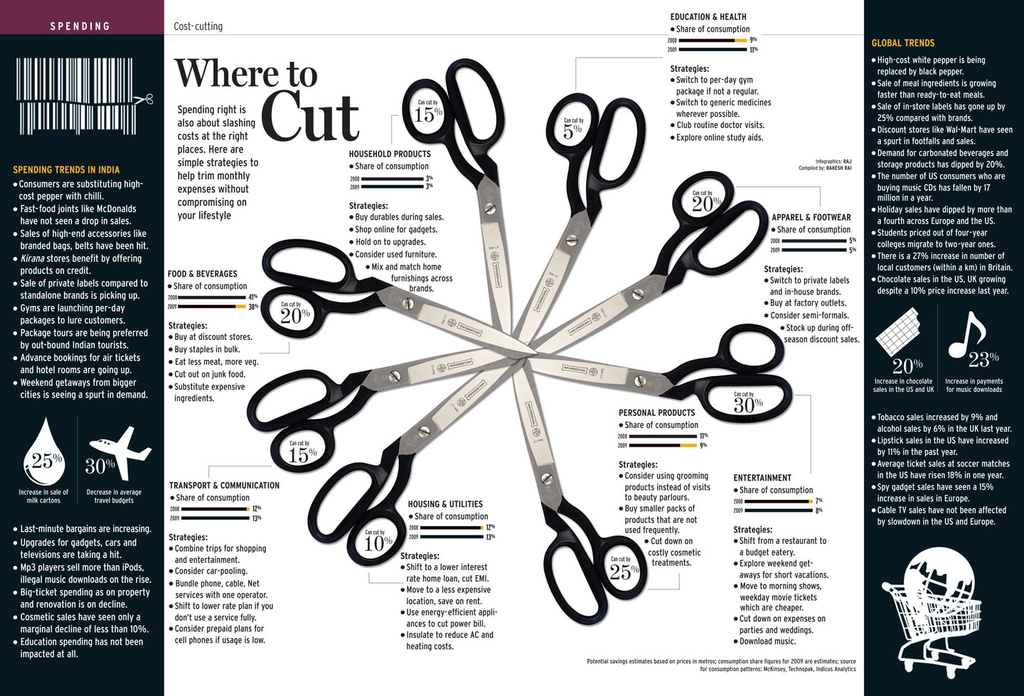 SPENDING
Cost-cutting
Where to
Cut
Spending right is
also about slashing
costs at the right
places. Here are
simple strategies to
help trim monthly
expenses without
compromising on
your lifestyle
SPENDING TRENDS IN INDIA
• Consumers are substituting high-
cost pepper with chilli.
• Fast-food joints like McDonalds
have not seen a drop in sales.
• Sales of high-end accessories like
branded bags, belts have been hit.
• Kirana stores benefit by offering
products on credit.
• Sale of private labels compared to
standalone brands is picking up.
• Gyms are launching per-day
packages to lure customers.
• Package tours are being preferred
by out-bound Indian tourists.
• Advance bookings for air tickets
and hotel rooms are going up.
• Weekend getaways from bigger
cities is seeing a spurt in demand.
25%
Increase in sale of
milk cartons
30%
Decrease in average
travel budgets
• Last-minute bargains are increasing.
• Upgrades for gadgets, cars and
televisions are taking a hit.
• Mp3 players sell more than iPods,
illegal music downloads on the rise.
• Big-ticket spending as on property
and renovation is on decline.
• Cosmetic sales have seen only a
marginal decline of less than 10%.
• Education spending has not been
impacted at all.
HOUSEHOLD PRODUCTS
• Share of consumption
2008 3%
2009 3%
Strategies:
• Buy durables during sales.
• Shop online for gadgets.
• Hold on to upgrades.
• Consider used furniture.
• Mix and match home
furnishings across
brands.
Can cut by
15%
EDUCATION & HEALTH
• Share of consumption
2008 9%
2009 11%
Strategies:
• Switch to per-day gym
package if not a regular.
• Switch to generic medicines
wherever possible.
• Club routine doctor visits.
• Explore online study aids.
Can cut by
5%
Infographics: RAJ
Compiled by: RAKESH RAI
APPAREL & FOOTWEAR
• Share of consumption
2008 5%
2009 5%
Strategies:
• Switch to private labels
and in-house brands.
• Buy at factory outlets.
• Consider semi-formals.
• Stock up during off-
season discount sales.
Can cut by
20%
FOOD & BEVERAGES
• Share of consumption
2008 41%
2009 38%
Strategies:
• Buy at discount stores.
• Buy staples in bulk.
• Eat less meat, more veg.
• Cut out on junk food.
• Substitute expensive
ingredients.
Can cut by
20%
TRANSPORT & COMMUNICATION
• Share of consumption
2008 12%
2009 13%
Strategies:
• Combine trips for shopping
and entertainment.
• Consider car-pooling.
• Bundle phone, cable, Net
services with one operator.
• Shift to lower rate plan if you
don't use a service fully.
• Consider prepaid plans for
cell phones if usage is low.
Can cut by
15%
HOUSING & UTILITIES
• Share of consumption
2008 12%
2009 13%
Strategies:
• Shift to a lower interest
rate home loan, cut EMI.
• Move to a less expensive
location, save on rent.
• Use energy-efficient appli-
ances to cut power bill.
• Insulate to reduce AC and
heating costs.
Can cut by
10%
PERSONAL PRODUCTS
• Share of consumption
2008 11%
2009 9%
Strategies:
• Consider using grooming
products instead of visits
to beauty parlours.
• Buy smaller packs of
products that are not
used frequently.
• Cut down on
costly cosmetic
treatments.
Can cut by
25%
ENTERTAINMENT
• Share of consumption
2008 7%
2009 8%
Strategies:
• Shift from a restaurant to
a budget eatery.
• Explore weekend get-
aways for short vacations.
• Move to morning shows,
weekday movie tickets
which are cheaper.
• Cut down on expenses on
parties and weddings.
• Download music.
Can cut by
30%
Potential savings estimates based on prices in metros; consumption share figures for 2009 are estimates; source
for consumption patterns: McKinsey, Technopak, Indicus Analytics
GLOBAL TRENDS
• High-cost white pepper is being
replaced by black pepper.
• Sale of meal ingredients is growing
faster than ready-to-eat meals.
• Sale of in-store labels has gone up by
25% compared with brands.
• Discount stores like Wal-Mart have seen
a spurt in footfalls and sales.
• Demand for carbonated beverages and
storage products has dipped by 20%.
• The number of US consumers who are
buying music CDs has fallen by 17
million in a year.
• Holiday sales have dipped by more than
a fourth across Europe and the US.
• Students priced out of four-year
colleges migrate to two-year ones.
• There is a 27% increase in number of
local customers (within a km) in Britain.
• Chocolate sales in the US, UK growing
despite a 10% price increase last year.
20%
Increase in chocolate
sales in the US and UK
23%
Increase in payments
for music downloads
• Tobacco sales increased by 9% and
alcohol sales by 6% in the UK last year.
• Lipstick sales in the US have increased
by 11% in the past year.
• Average ticket sales at soccer matches
in the US have risen 18% in one year.
• Spy gadget sales have seen a 15%
increase in sales in Europe.
• Cable TV sales have not been affected
by slowdown in the US and Europe.